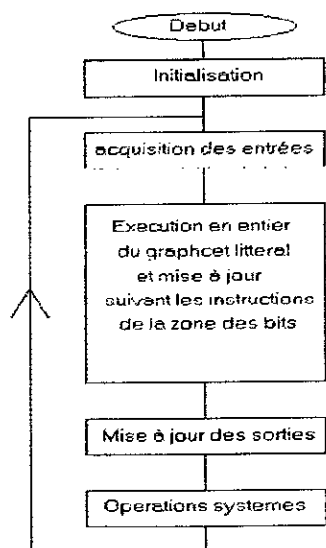 Debut
Initialisation
acquisition des entrées
Execution en entier
du graphcet litteral
et mise à jour
suivant les instructions
de la zone des bits
Mise à jour des sorties
Operations systemes